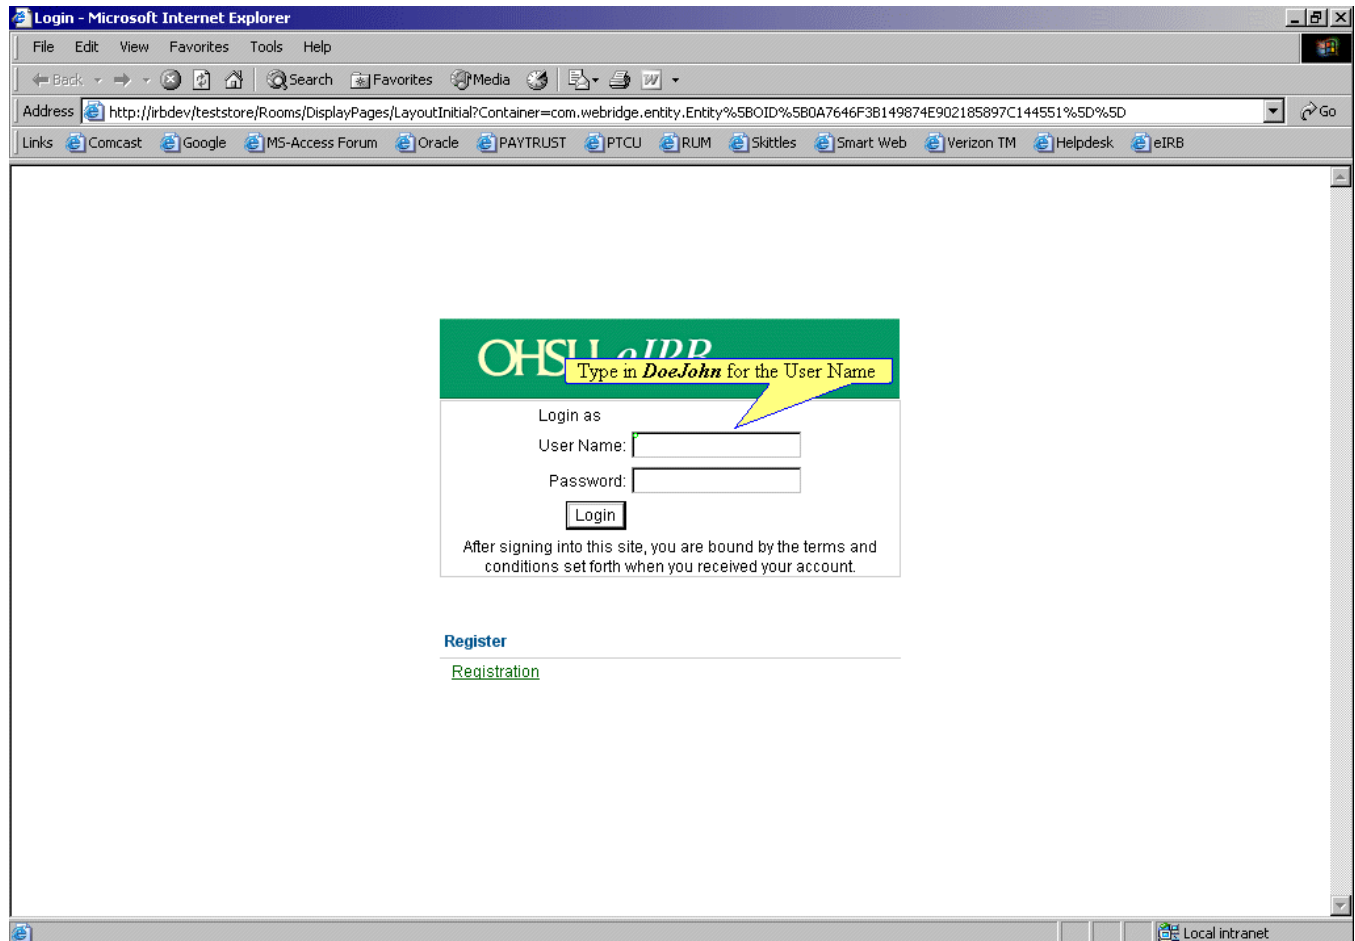 Login - Microsoft Internet Explorer
File Edit View Favorites Tools Help
Back Search Favorites Media
Address http://irbdev/teststore/Rooms/DisplayPages/LayoutInitial?Container=com.webridge.entity.Entity%5BOID%5B0A7646F3B149874E902185897C144551%5D%5D Go
Links Comcast Google MS-Access Forum Oracle PAYTRUST PTCU RUM Skittles Smart Web Verizon TM Helpdesk eIRB
OHSU eIRB
Type in DoeJohn for the User Name
Login as
User Name:
Password:
Login
After signing into this site, you are bound by the terms and
conditions set forth when you received your account.
Register
Registration
Local intranet